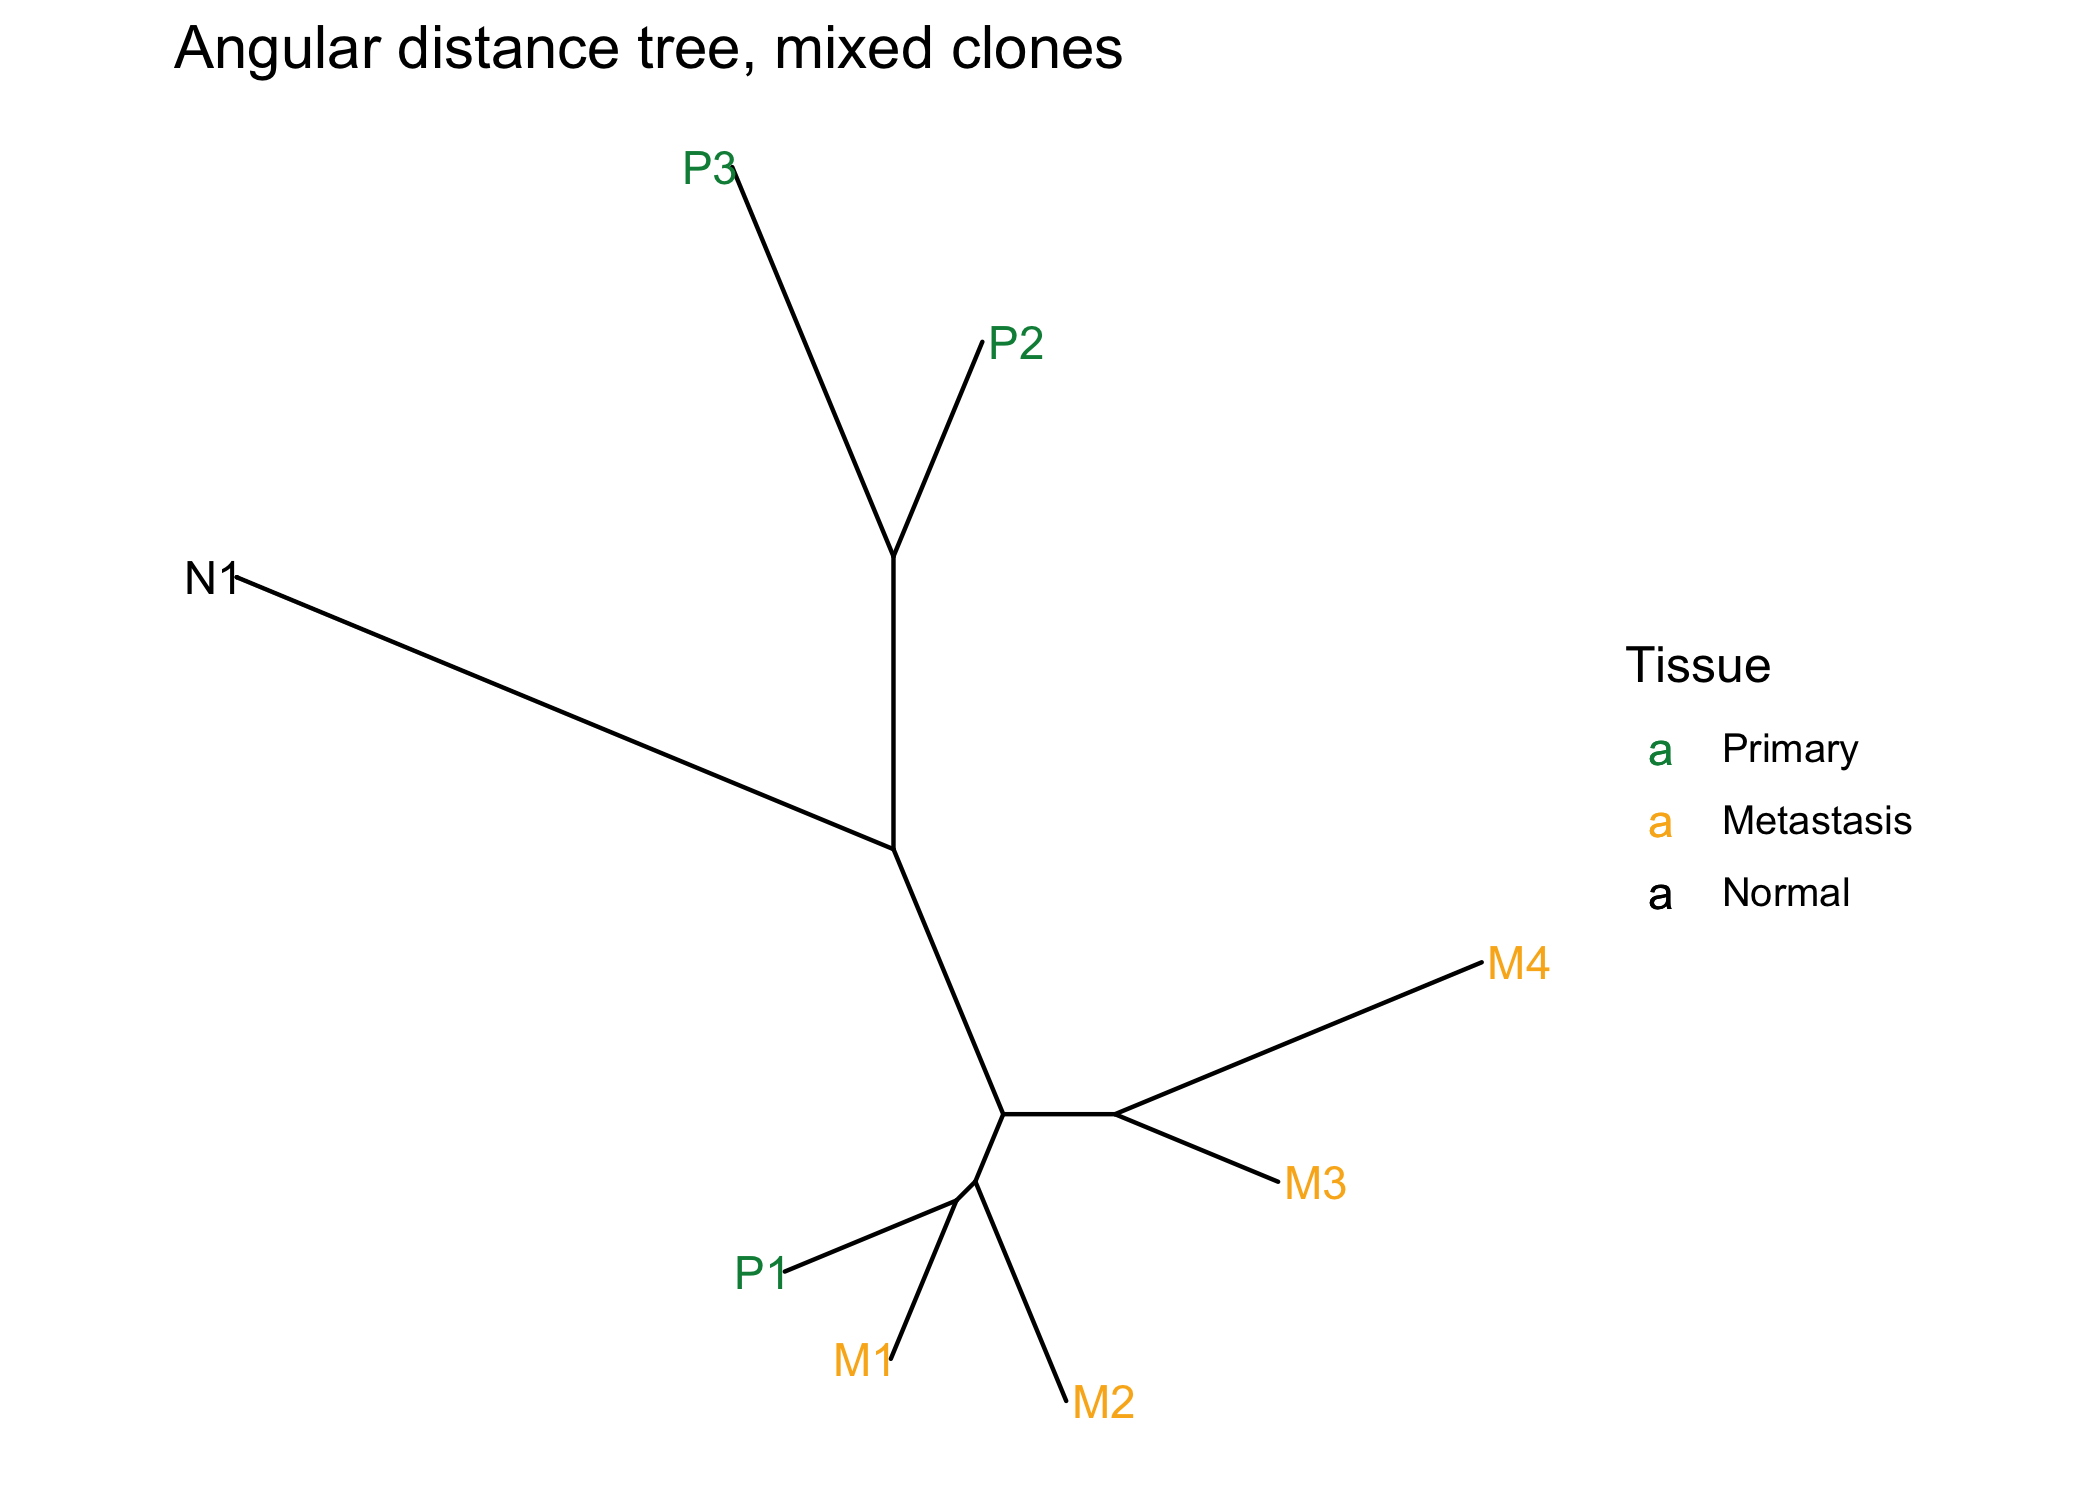 Angular distance tree, mixed clones
P3
P2
N1
Tissue
a Primary
a Metastasis
a Normal
M4
M3
P1
M1
M2